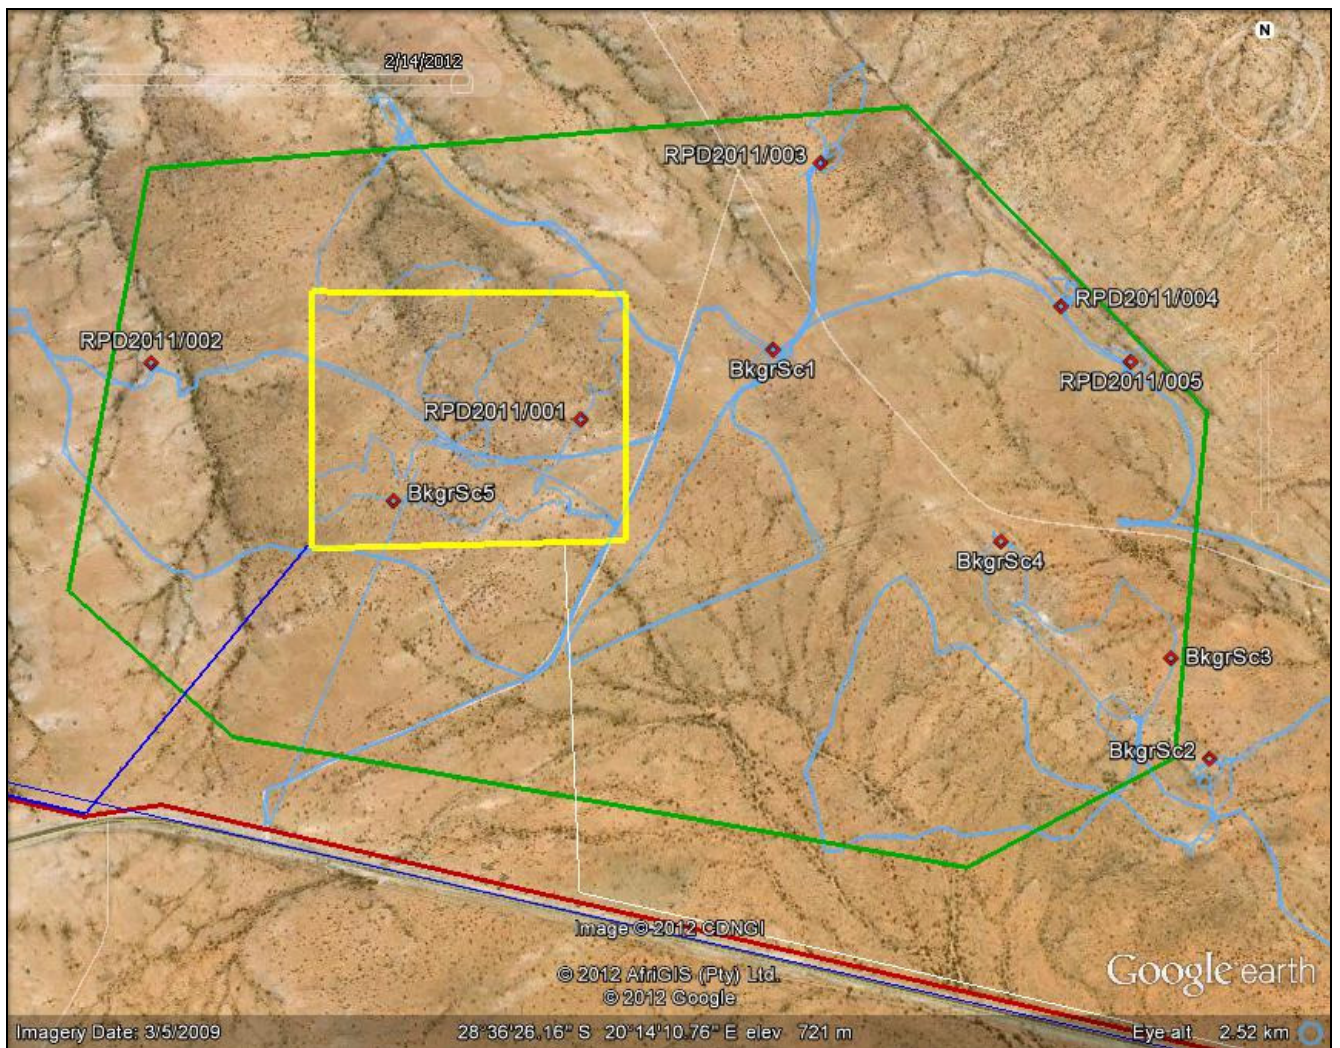 N
2/14/2012
RPD2011/003
RPD2011/004
RPD2011/002
BkgrSc1
RPD2011/005
RPD2011/001
BkgrSc5
BkgrSc4
BkgrSc3
BkgrSc2
Image © 2012 CDNGI
© 2012 AfriGIS (Pty) Ltd.
© 2012 Google
Google earth
Imagery Date: 3/5/2009 28°36'26.16" S 20°14'10.76" E elev 721 m Eye alt 2.52 km